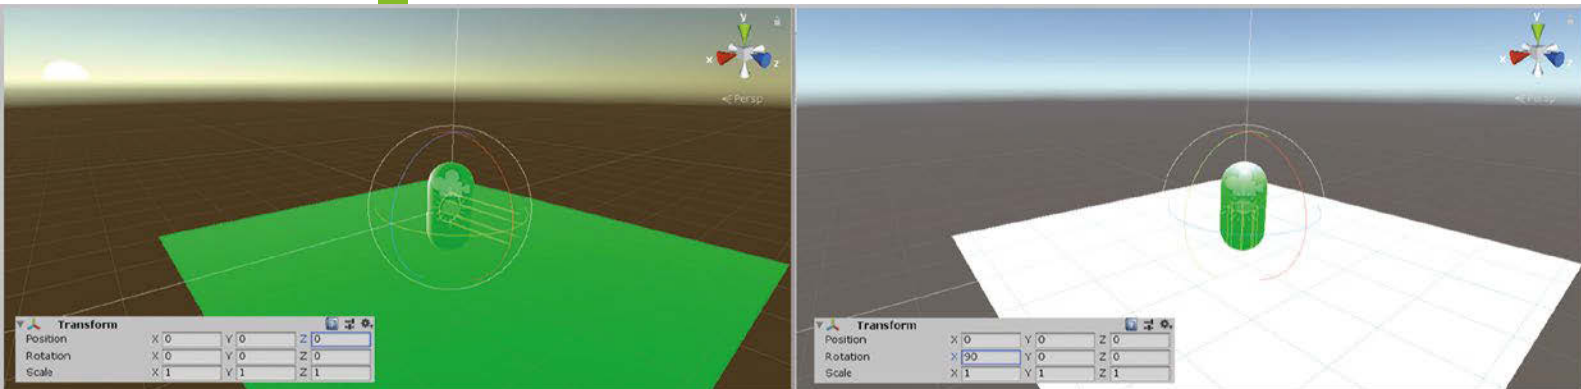 y
x
z
Persp
Transform
Position X 0 Y 0 Z 0
Rotation X 0 Y 0 Z 0
Scale X 1 Y 1 Z 1
y
x
z
Persp
Transform
Position X 0 Y 0 Z 0
Rotation X 90 Y 0 Z 0
Scale X 1 Y 1 Z 1